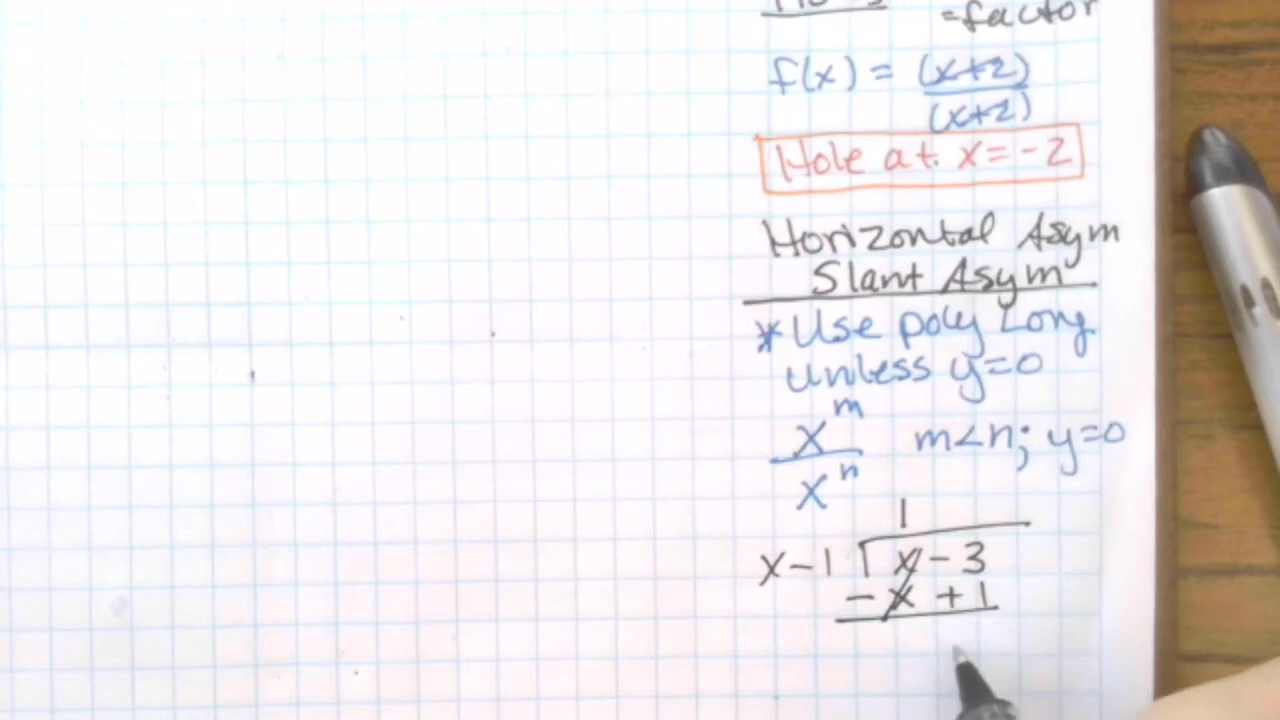 =factor
f(x) = (x+2)
(x+2)
Hole at x=-2
Horizontal Asym
Slant Asym
*Use poly Long
unless y=0
x^m
m<n; y=0
x^n
1
x-1 x-3
-x+1